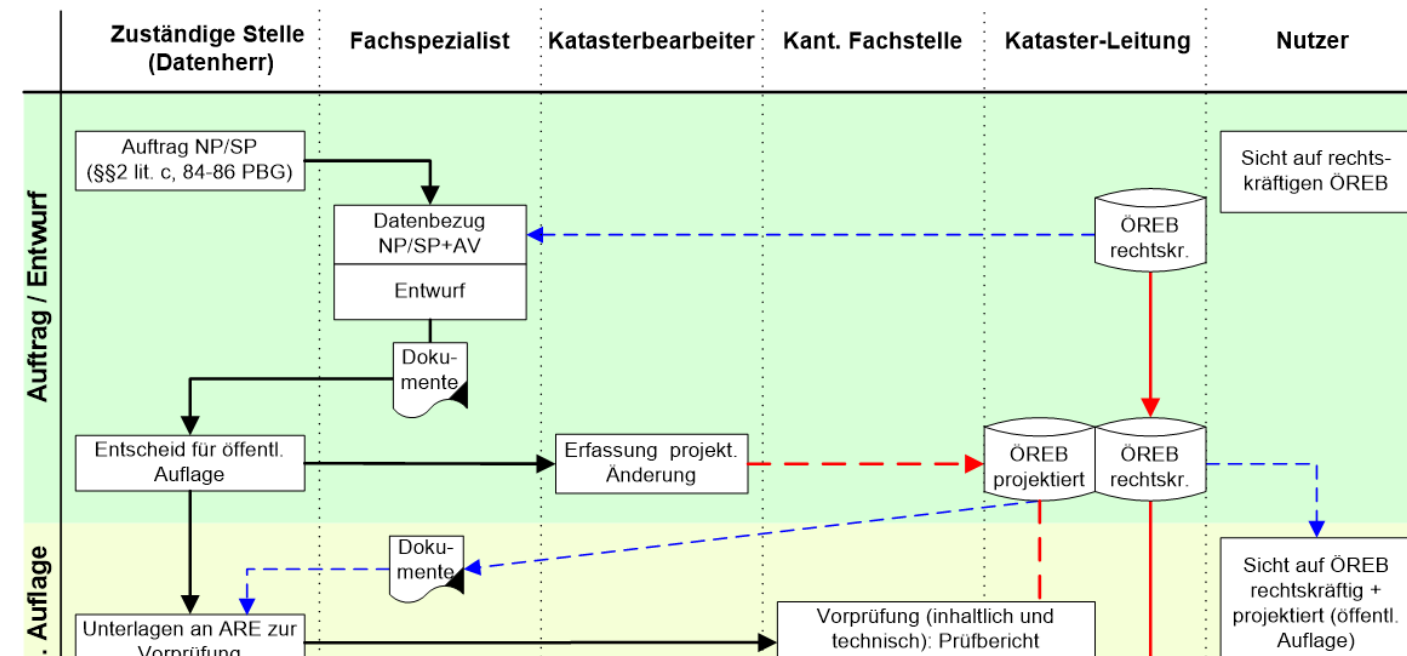 Zuständige Stelle
(Datenherr)
Fachspezialist
Katasterbearbeiter
Kant. Fachstelle
Kataster-Leitung
Nutzer
Auftrag / Entwurf
Auftrag NP/SP
(§§2 lit. c, 84-86 PBG)
Sicht auf rechts-
kräftigen ÖREB
Datenbezug
NP/SP+AV
Entwurf
ÖREB
rechtskr.
Doku-
mente
Entscheid für öffentl.
Auflage
Erfassung projekt.
Änderung
ÖREB
projektiert
ÖREB
rechtskr.
. Auflage
Doku-
mente
Sicht auf ÖREB
rechtskräftig +
projektiert (öffentl.
Auflage)
Unterlagen an ARE zur
Vorprüfung
Vorprüfung (inhaltlich und
technisch): Prüfbericht